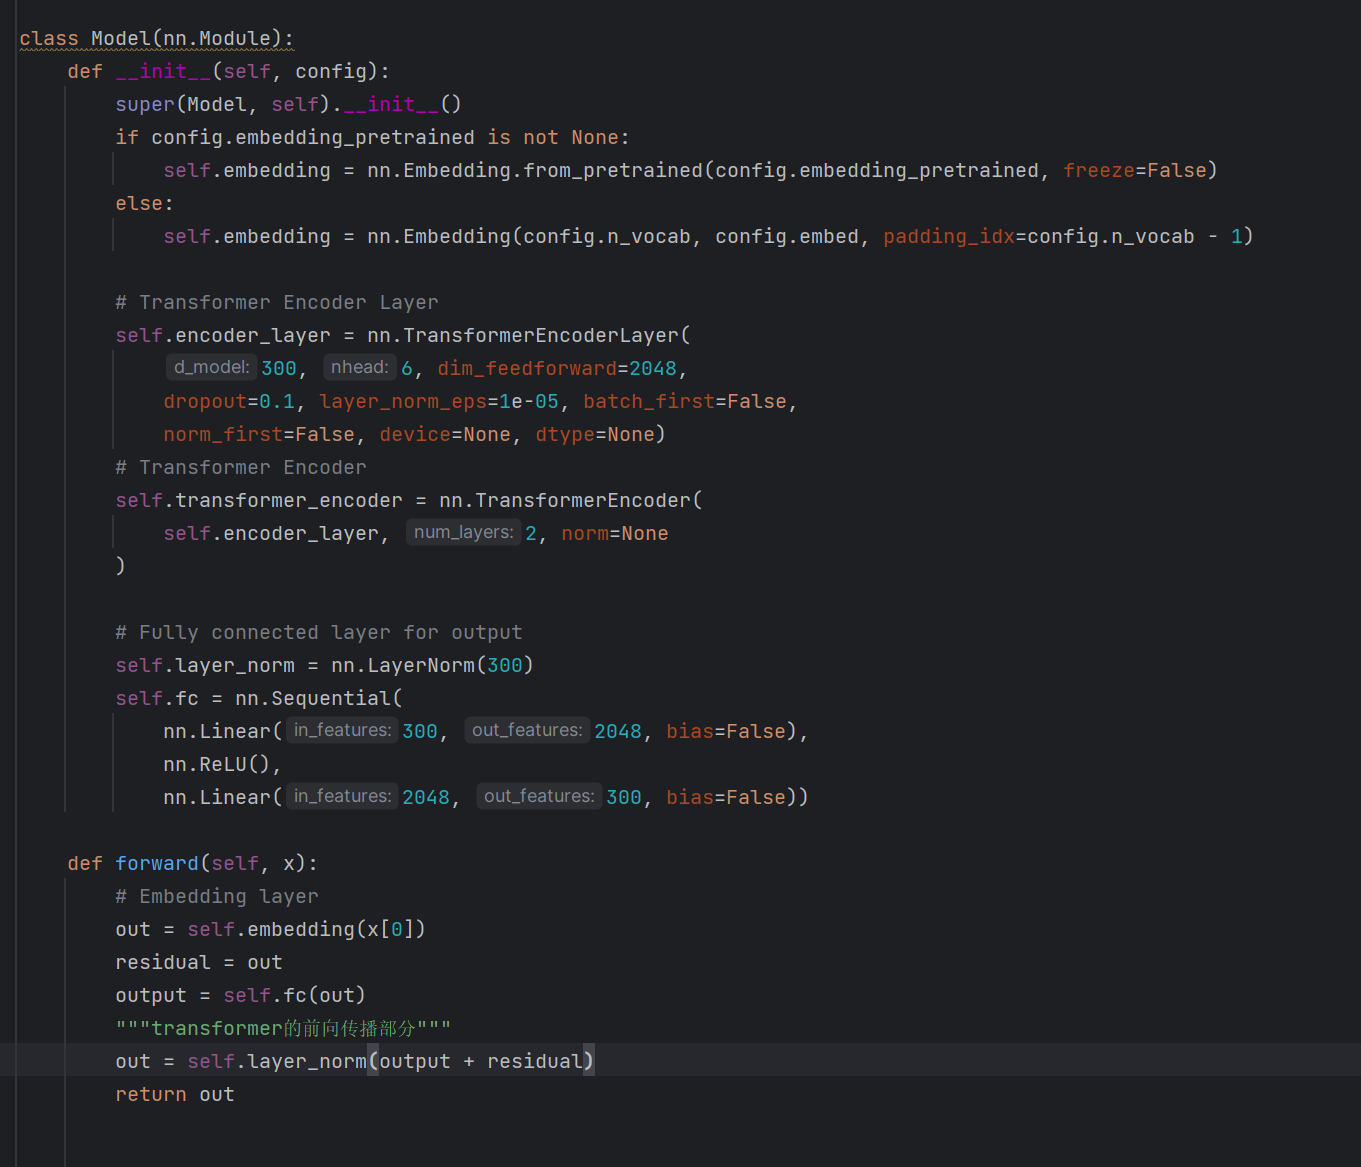 class Model(nn.Module):
    def __init__(self, config):
        super(Model, self).__init__()
        if config.embedding_pretrained is not None:
            self.embedding = nn.Embedding.from_pretrained(config.embedding_pretrained, freeze=False)
        else:
            self.embedding = nn.Embedding(config.n_vocab, config.embed, padding_idx=config.n_vocab - 1)
        # Transformer Encoder Layer
        self.encoder_layer = nn.TransformerEncoderLayer(
            d_model: 300, nhead: 6, dim_feedforward=2048,
            dropout=0.1, layer_norm_eps=1e-05, batch_first=False,
            norm_first=False, device=None, dtype=None)
        # Transformer Encoder
        self.transformer_encoder = nn.TransformerEncoder(
            self.encoder_layer, num_layers: 2, norm=None
        )
        # Fully connected layer for output
        self.layer_norm = nn.LayerNorm(300)
        self.fc = nn.Sequential(
            nn.Linear( in_features: 300, out_features: 2048, bias=False),
            nn.ReLU(),
            nn.Linear( in_features: 2048, out_features: 300, bias=False))
    def forward(self, x):
        # Embedding layer
        out = self.embedding(x[0])
        residual = out
        output = self.fc(out)
        """transformer的前向传播部分"""
        out = self.layer_norm(output + residual)
        return out